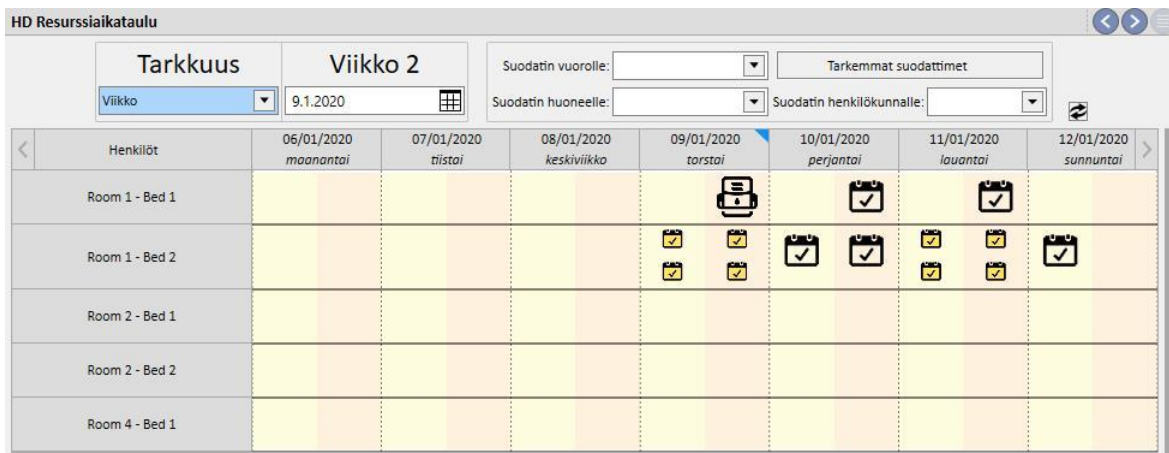 HD Resurssiaikataulu
Tarkkuus
Viikko 2
Viikko
9.1.2020
Suodatin vuorolle:
Tarkemmat suodattimet
Suodatin huoneelle:
Suodatin henkilökunnalle:
Henkilöt
06/01/2020
maanantai
07/01/2020
tiistai
08/01/2020
keskiviikko
09/01/2020
torstai
10/01/2020
perjantai
11/01/2020
lauantai
12/01/2020
sunnuntai
Room 1 - Bed 1
Room 1 - Bed 2
Room 2 - Bed 1
Room 2 - Bed 2
Room 4 - Bed 1